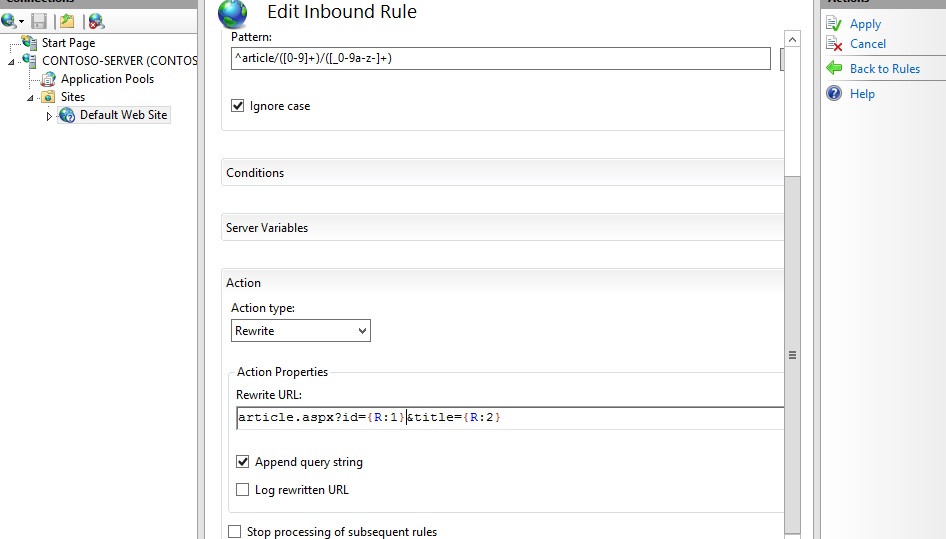 Connections
Start Page
CONTOSO-SERVER (CONTOS
Application Pools
Sites
Default Web Site
Edit Inbound Rule
Pattern:
^article/([0-9]+)/([_0-9a-z-]+)
Ignore case
Conditions
Server Variables
Action
Action type:
Rewrite
Action Properties
Rewrite URL:
article.aspx?id={R:1}&title={R:2}
Append query string
Log rewritten URL
Stop processing of subsequent rules
Actions
Apply
Cancel
Back to Rules
Help